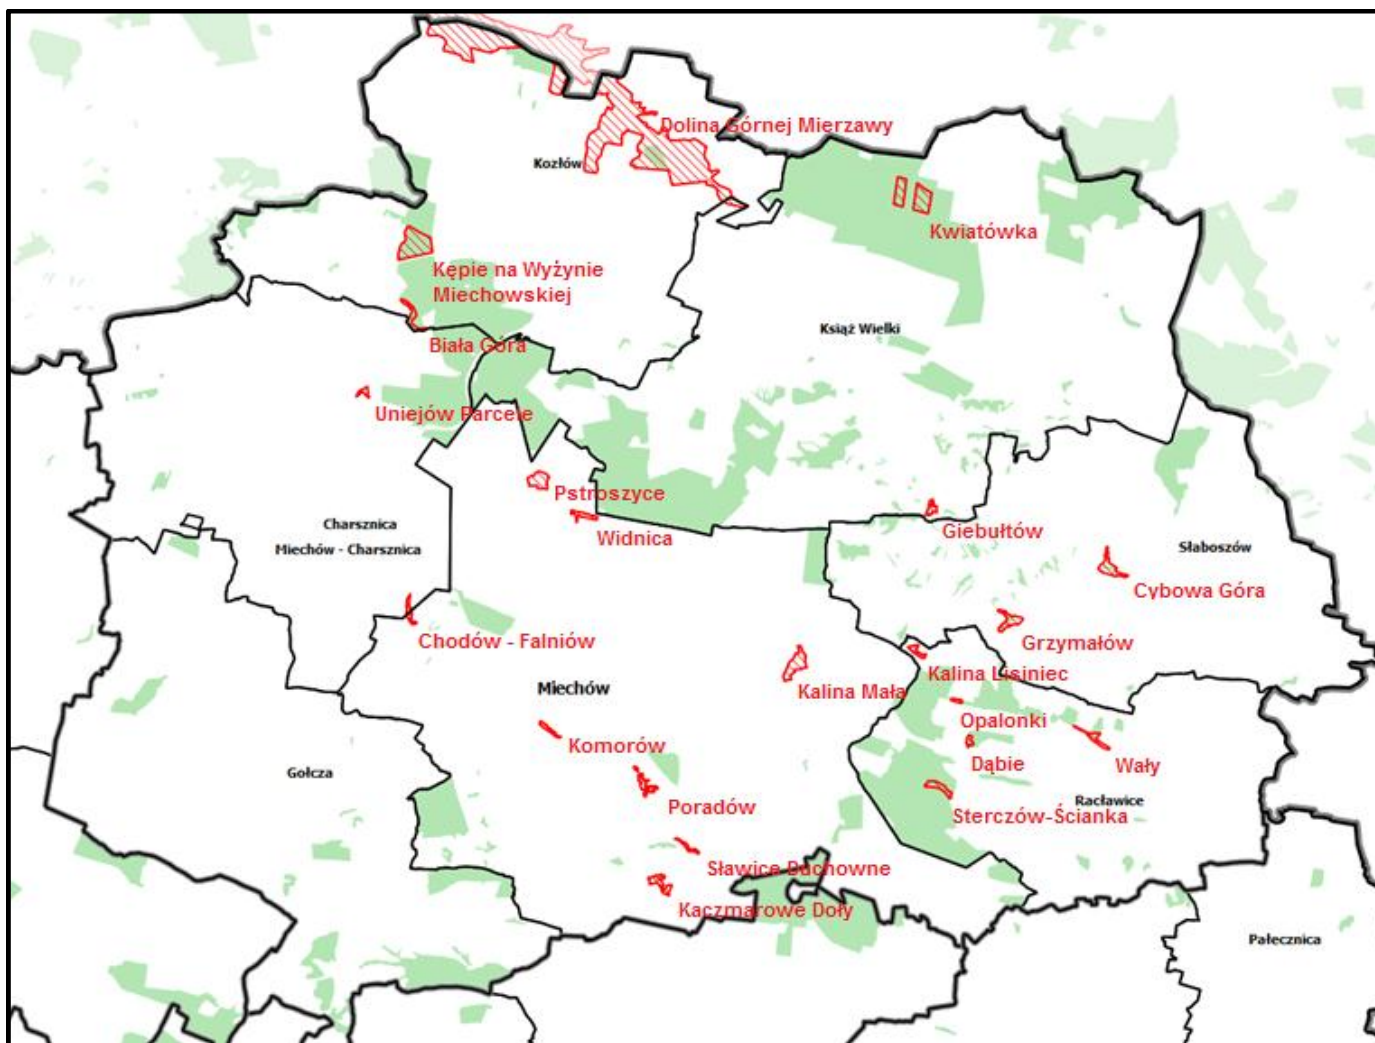 Dolina Górnej Mierzawy
Kozłów
Kwiatówka
Kępie na Wyżynie
Miechowskiej
Książ Wielki
Biała Góra
Uniejów Parcele
Pstroszyce
Charsznica
Widnica
Giebułtów
Miechów - Charsznica
Słaboszów
Cybowa Góra
Chodów - Falniów
Grzymałów
Kalina Lisiniec
Miechów
Kalina Mała
Opalonki
Komorów
Dąbie
Wały
Gołcza
Poradów
Racławice
Sterczów-Ścianka
Sławice Duchowne
Kaczmarowe Doły
Pałecznica